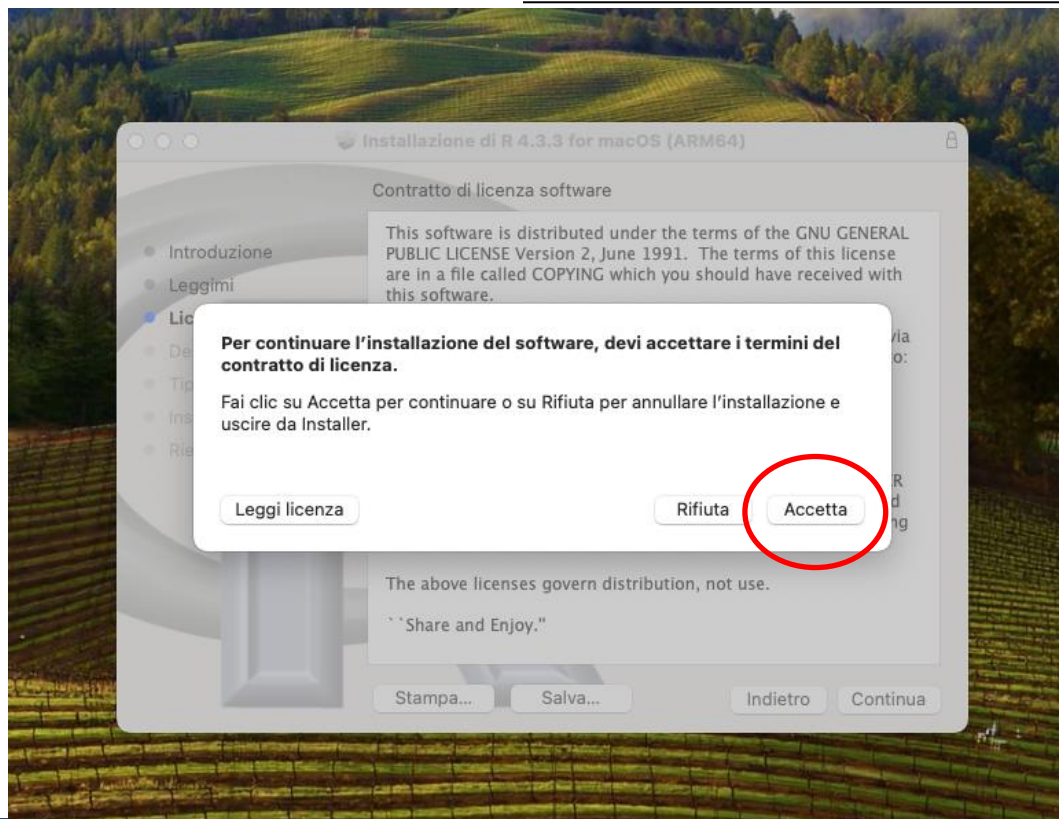 Installazione di R 4.3.3 for macOS (ARM64)
Contratto di licenza software
Introduzione
Leggimi
This software is distributed under the terms of the GNU GENERAL
PUBLIC LICENSE Version 2, June 1991. The terms of this license
are in a file called COPYING which you should have received with
this software.
Per continuare l'installazione del software, devi accettare i termini del
contratto di licenza.
Fai clic su Accetta per continuare o su Rifiuta per annullare l'installazione e
uscire da Installer.
Leggi licenza
Rifiuta
Accetta
The above licenses govern distribution, not use.
``Share and Enjoy."
Stampa...
Salva...
Indietro
Continua